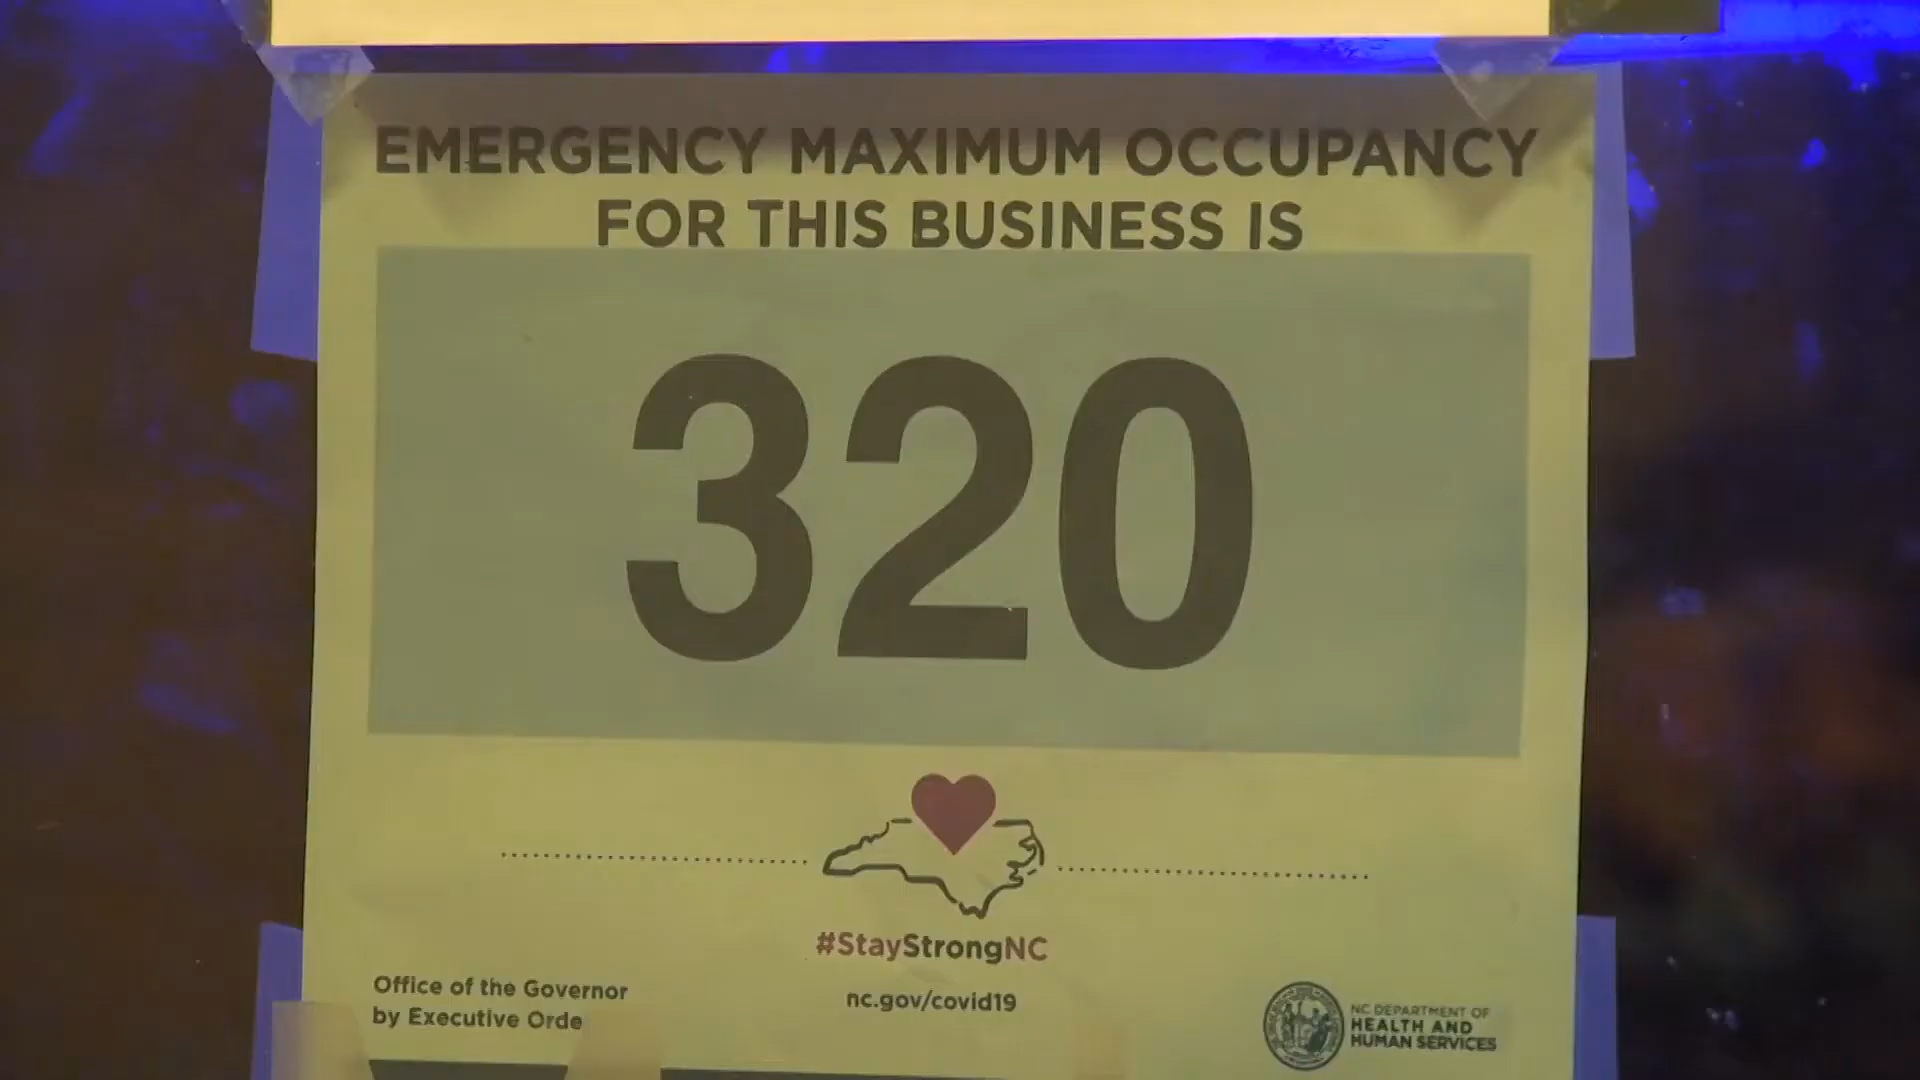 EMERGENCY MAXIMUM OCCUPANCY
FOR THIS BUSINESS IS
320
#StayStrongNC
Office of the Governor
by Executive Orde
nc.gov/covid19
NC DEPARTMENT OF
HEALTH AND
HUMAN SERVICES